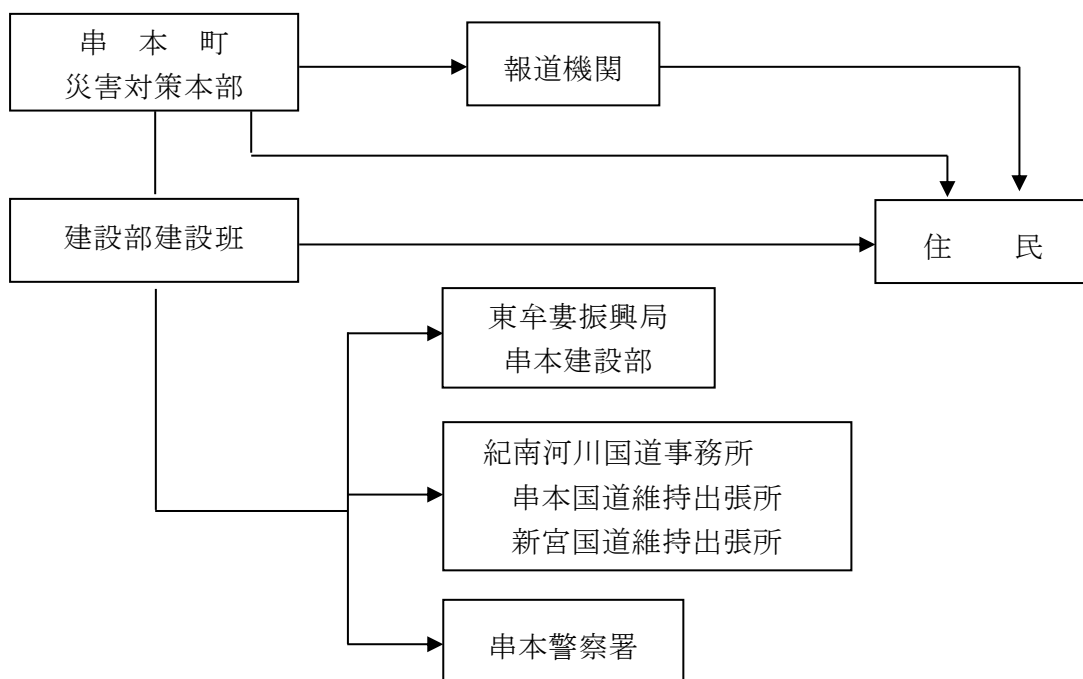 串　本　町
災害対策本部
報道機関
建設部建設班
住　　民
東牟婁振興局
串本建設部
紀南河川国道事務所
串本国道維持出張所
新宮国道維持出張所
串本警察署